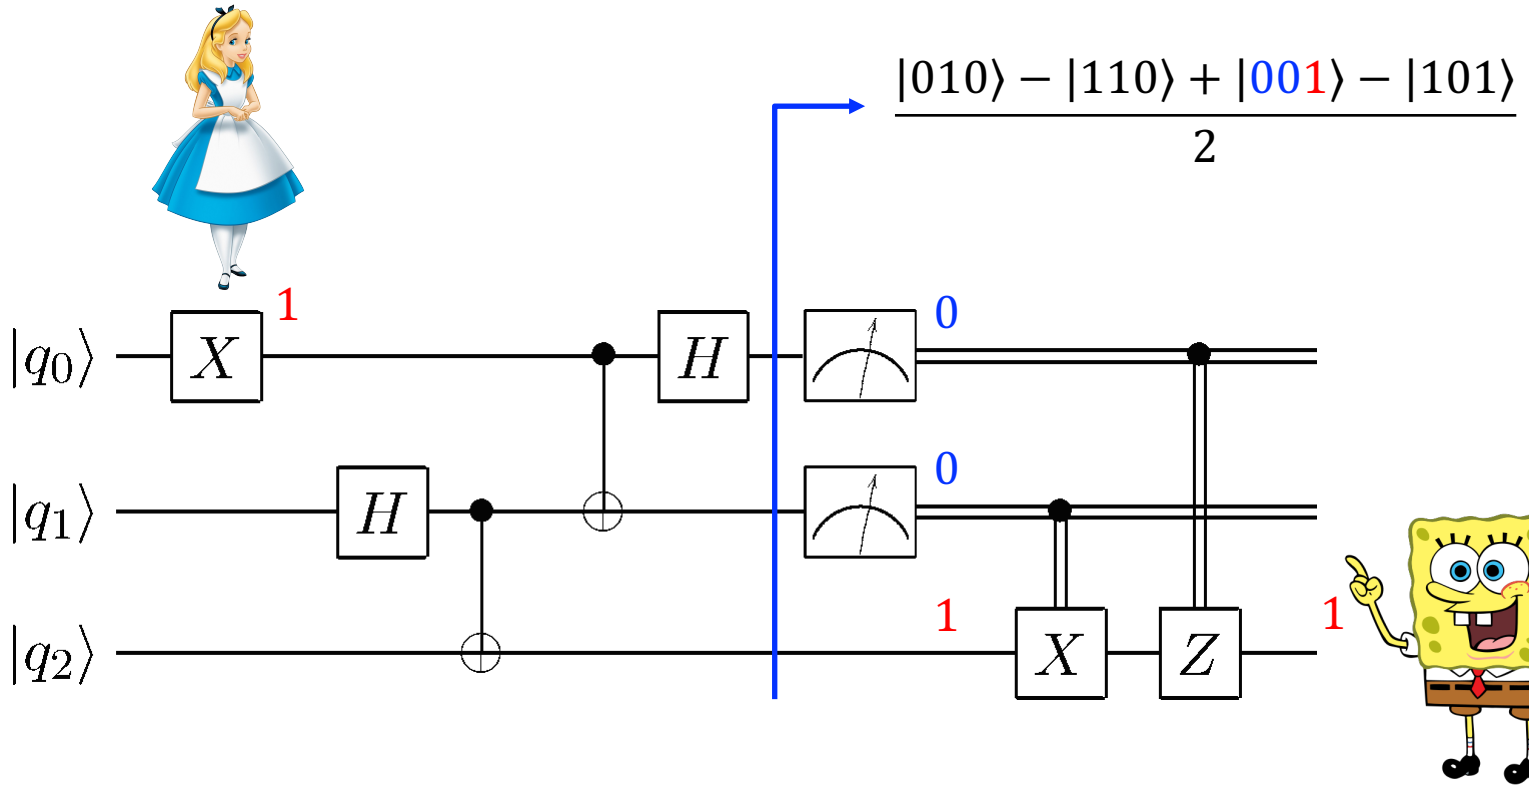 |010⟩ − |110⟩ + |001⟩ − |101⟩
2
1
|q₀⟩ X H 0
|q₁⟩ H 0
|q₂⟩ 1 X Z 1